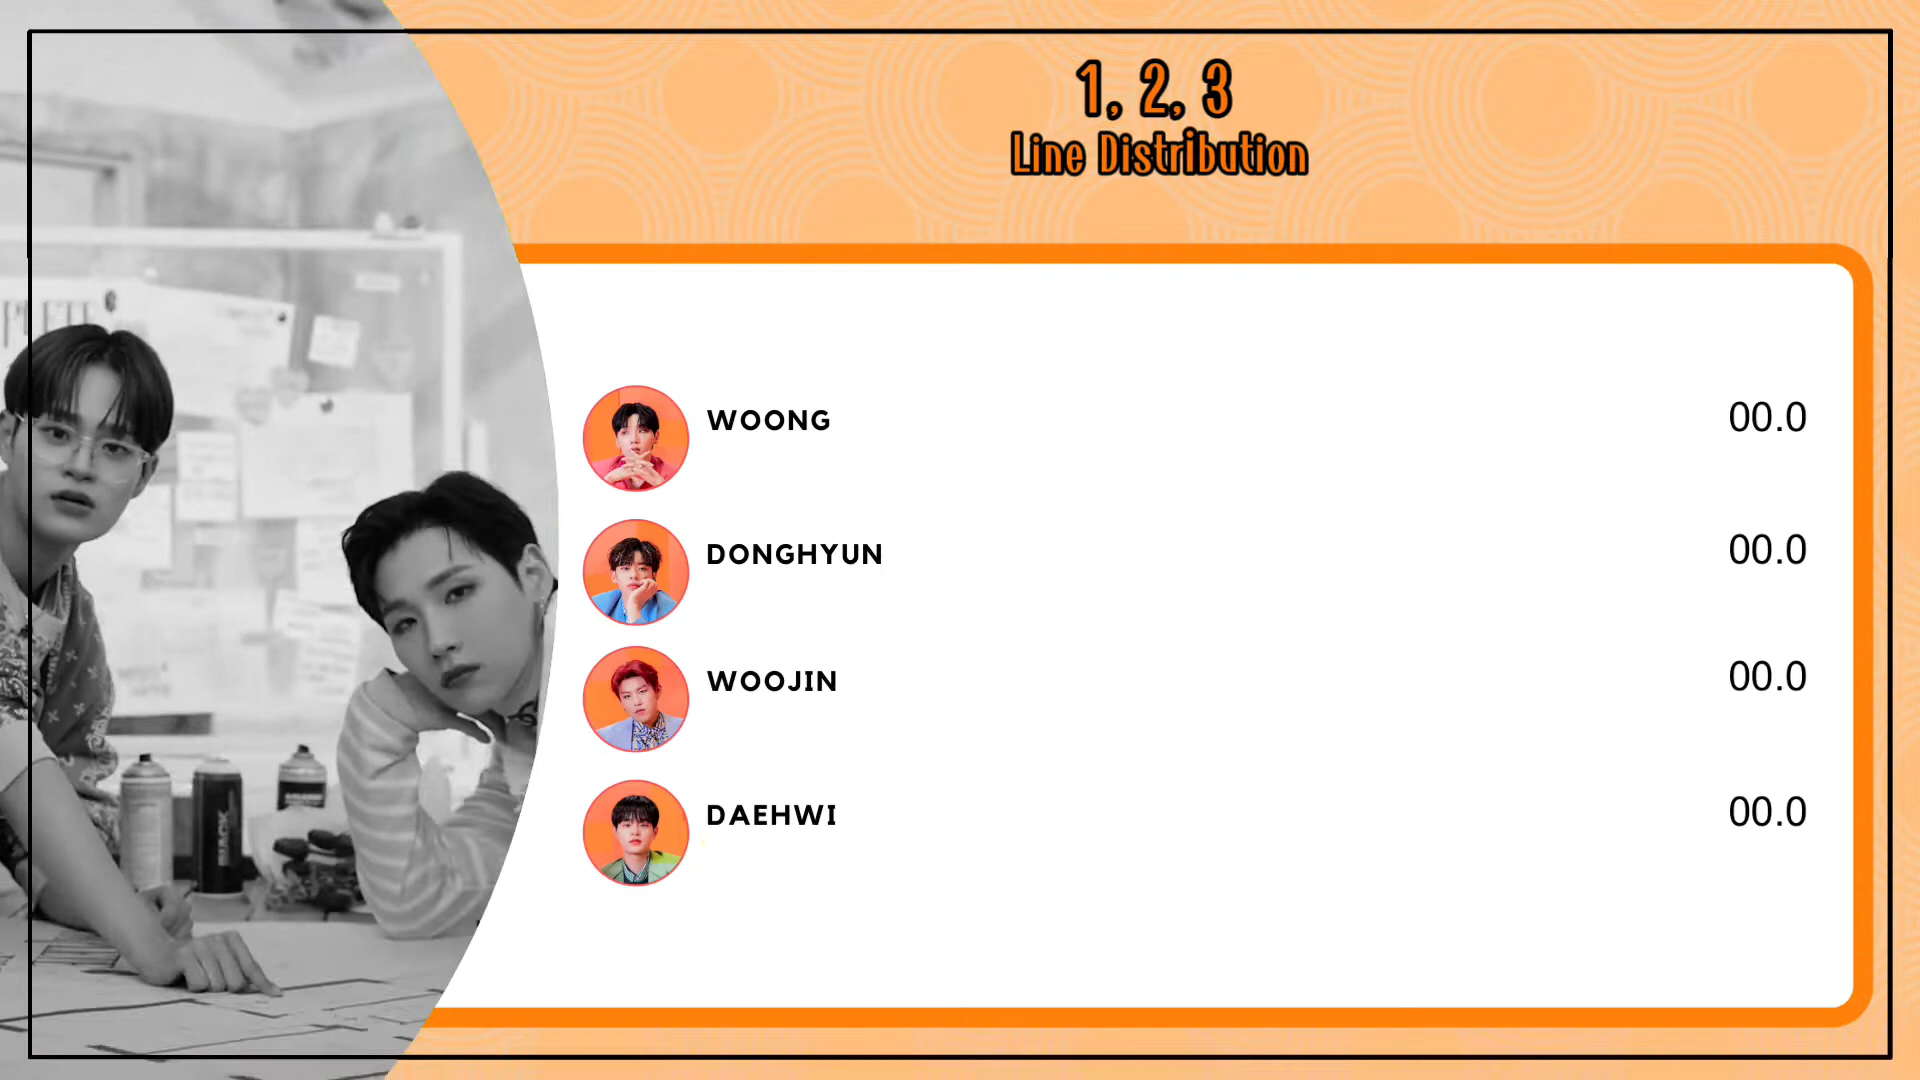 1, 2, 3
Line Distribution
WOONG 00.0
DONGHYUN 00.0
WOOJIN 00.0
DAEHWI 00.0